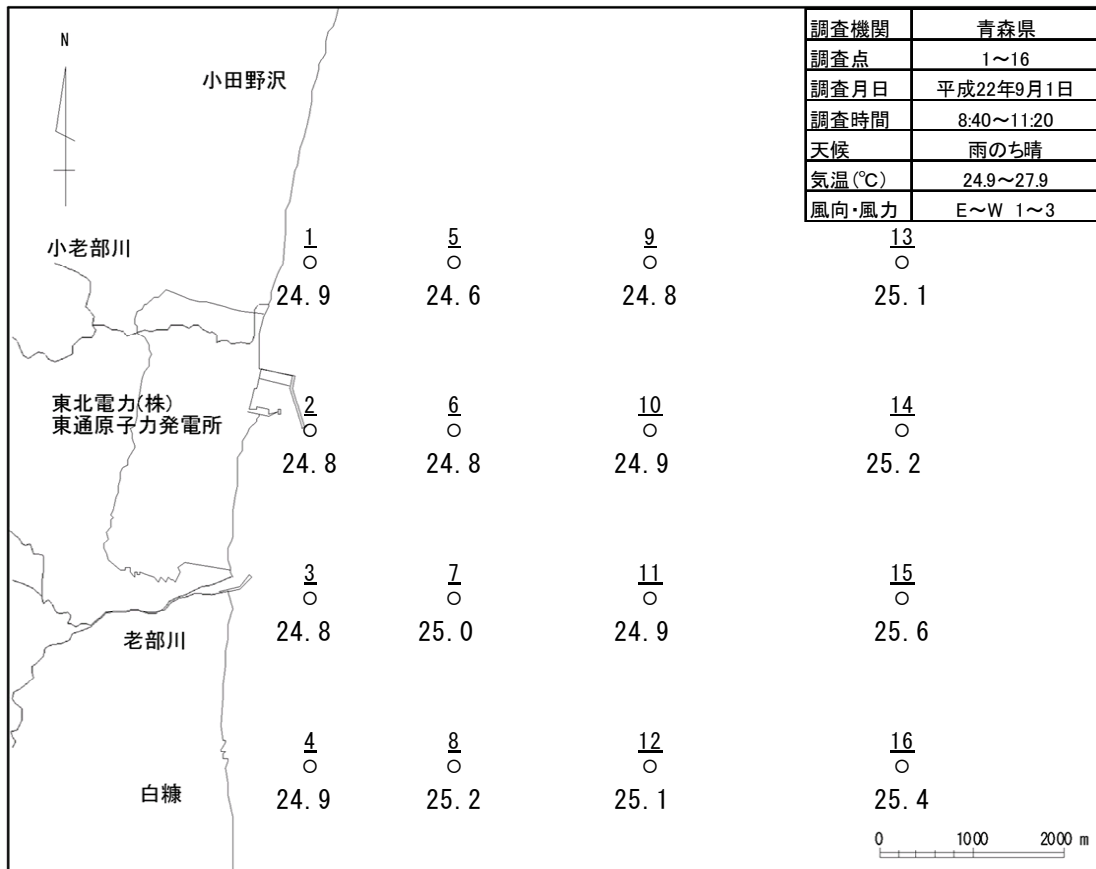 調査機関 青森県
調査点 1～16
調査月日 平成22年9月1日
調査時間 8:40～11:20
天候 雨のち晴
気温(℃) 24.9～27.9
風向・風力 E～W 1～3
N
小田野沢
小老部川
1 5 9 13
24.9 24.6 24.8 25.1
東北電力(株)
東通原子力発電所
2 6 10 14
24.8 24.8 24.9 25.2
3 7 11 15
24.8 25.0 24.9 25.6
老部川
4 8 12 16
白糠
24.9 25.2 25.1 25.4
0 1000 2000 m